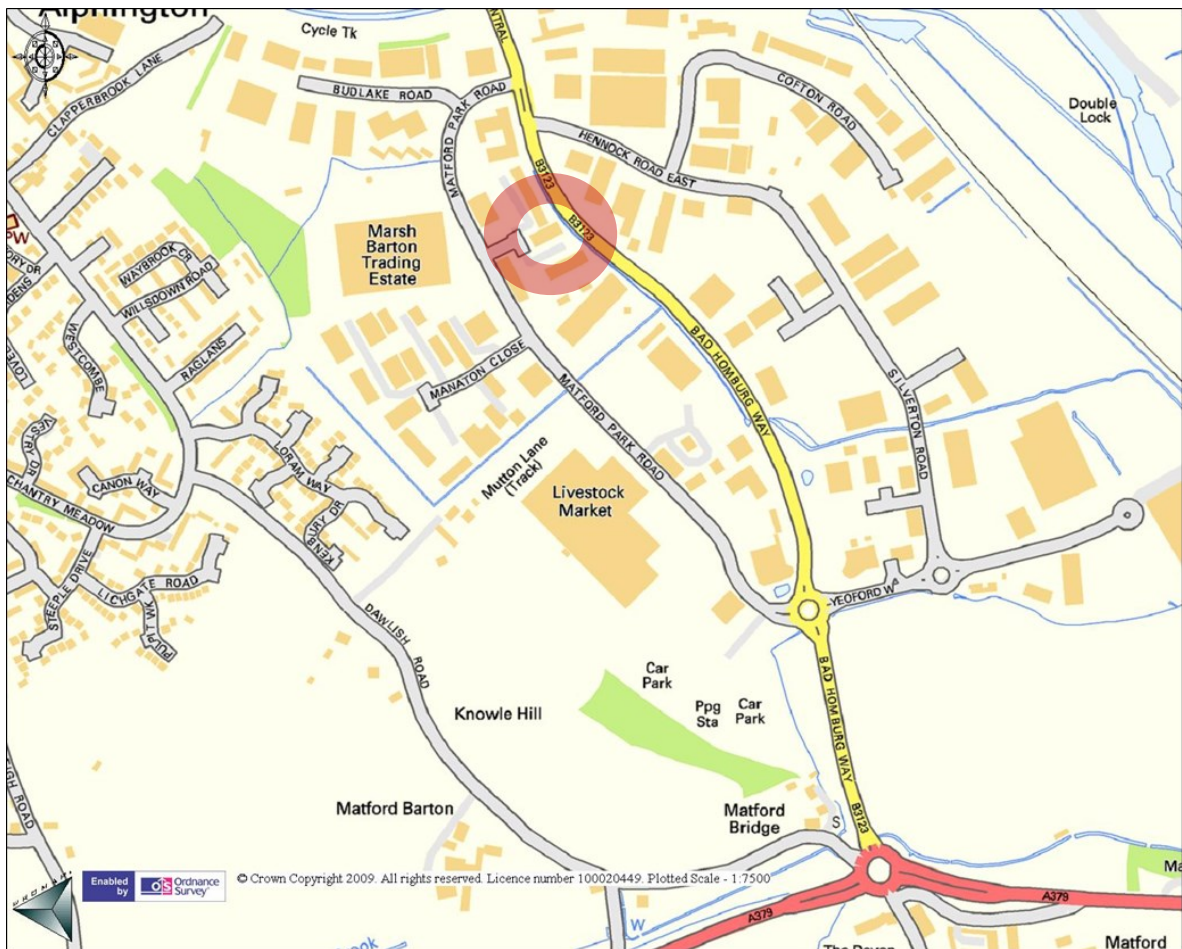 Alphington
Cycle Tk
CENTRAL
CLAPPERBROOK LANE
BUDLAKE ROAD
MATFORD PARK ROAD
COFTON ROAD
Double
Lock
HENNOCK ROAD EAST
B3123
B3123
PW
Marsh
Barton
Trading
Estate
WAYBROOK CR
WILLSDOWN ROAD
WESTCOMBE
RAGLANS
MANATON CLOSE
MATFORD PARK ROAD
BAD HOMBURG WAY
SILVERTON ROAD
VESTRY DR
CANON WAY
CHANTRY MEADOW
LORAM WAY
KENBURY DR
Mutton Lane
(Track)
Livestock
Market
STEEPLE DRIVE
LICHGATE ROAD
PULPIT WK
YEOFORD WA
DAWLISH ROAD
Car
Park
Ppg
Sta
Car
Park
Knowle Hill
BAD HOMBURG WAY
Matford Barton
Matford
Bridge
B3123
S
Enabled
by
Ordnance
Survey
© Crown Copyright 2009. All rights reserved. Licence number 100020449. Plotted Scale - 1:7500
A379
A379
W
Matford